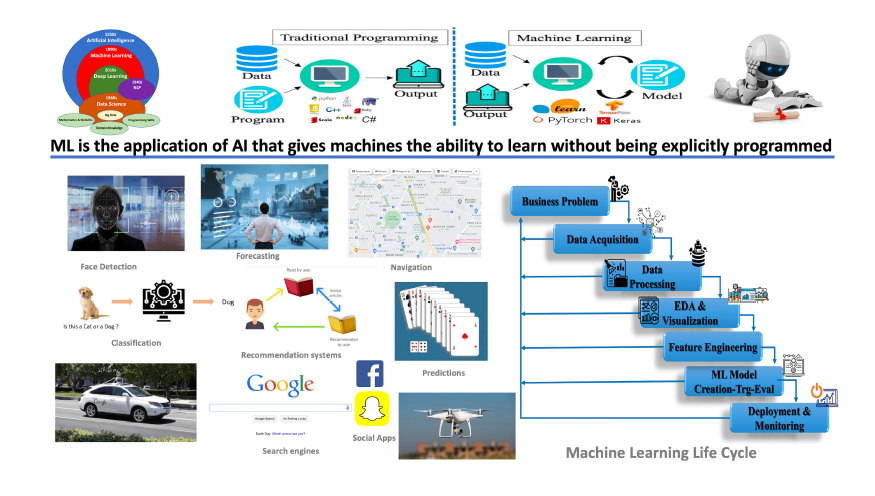 1950s
Artificial Intelligence
1990s
Machine Learning
2010s
Deep Learning
1940s
NLP
1960s
Data Science
Big Data
Mathematics & Statistics
Domain Knowledge
Programming Skills
Traditional Programming
Data
Program
Output
python
C++
Java
Ruby
Scala
node
C#
Machine Learning
Data
Output
Model
learn
TensorFlow
PyTorch
K Keras
ML is the application of AI that gives machines the ability to learn without being explicitly programmed
Face Detection
Forecasting
Navigation
Is this a Cat or a Dog ?
Dog
Classification
Read by user
Similar articles
Recommended to user
Recommendation systems
Predictions
Google
Google Search
I'm Feeling Lucky
Search engines
Social Apps
Business Problem
Data Acquisition
Data
Processing
EDA &
Visualization
Feature Engineering
ML Model
Creation-Trg-Eval
Deployment &
Monitoring
Machine Learning Life Cycle